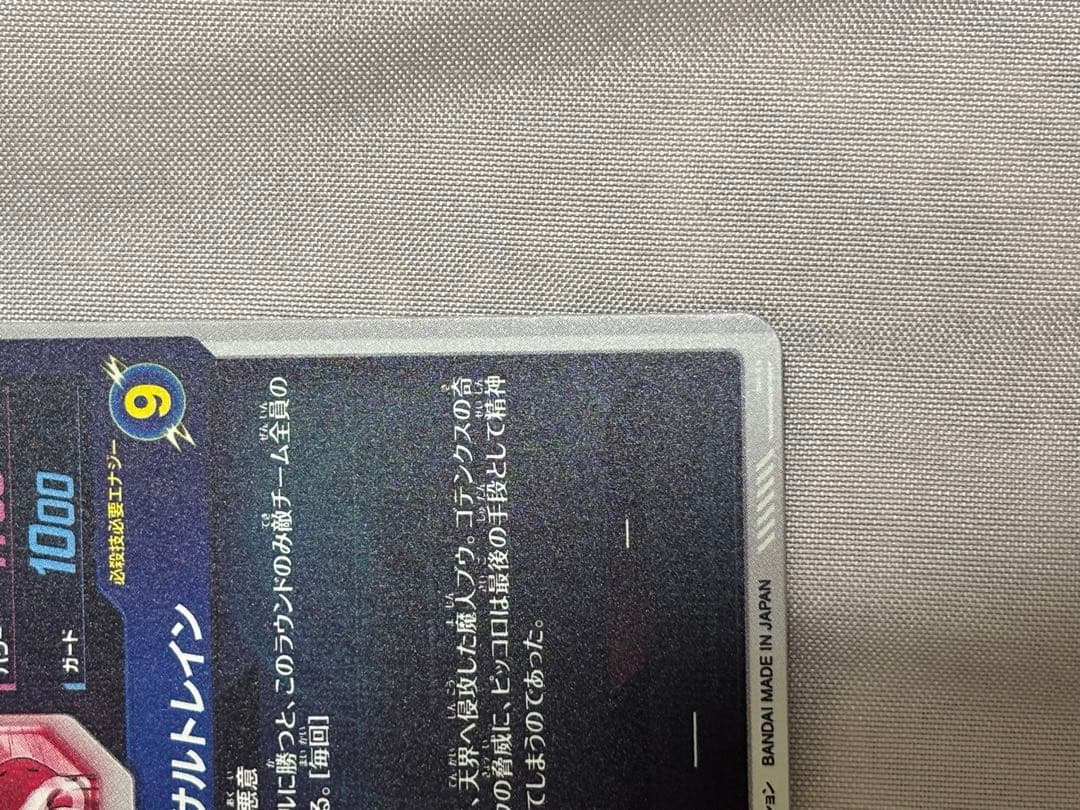 1000
ガード
必殺技必要エナジー 9
ナルトレイン
悪意
ルに勝つと、このラウンドのみ敵チーム全員の
る。[毎回]
、天界へ侵攻した魔人ブウ。ゴテンクスの奇
の脅威に、ピッコロは最後の手段として精神
てしまうのであった。
ョン BANDAI MADE IN JAPAN